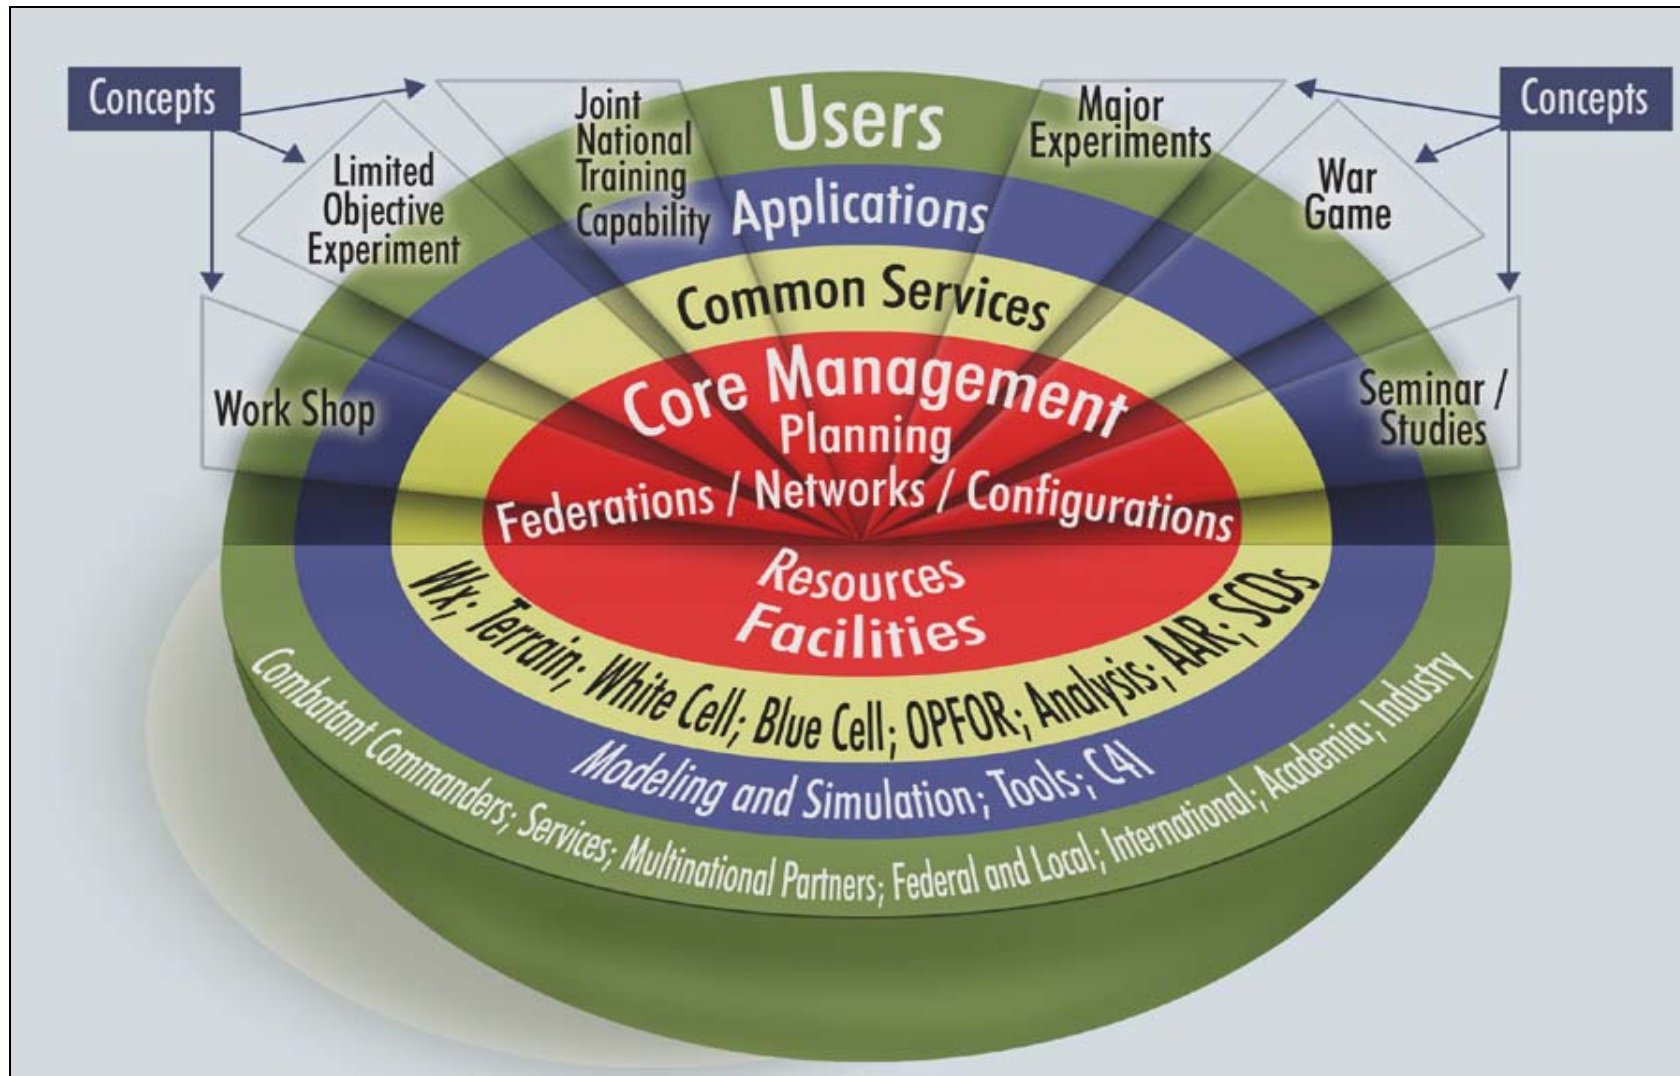 Concepts
Concepts
Limited
Objective
Experiment
Joint
National
Training
Capability
Users
Major
Experiments
War
Game
Work Shop
Seminar /
Studies
Applications
Common Services
Core Management
Planning
Federations / Networks / Configurations
Resources
Facilities
Wx; Terrain; White Cell; Blue Cell; OPFOR; Analysis; AAR; SCDs
Modeling and Simulation; Tools; C4I
Combatant Commanders; Services; Multinational Partners; Federal and Local; International; Academia; Industry